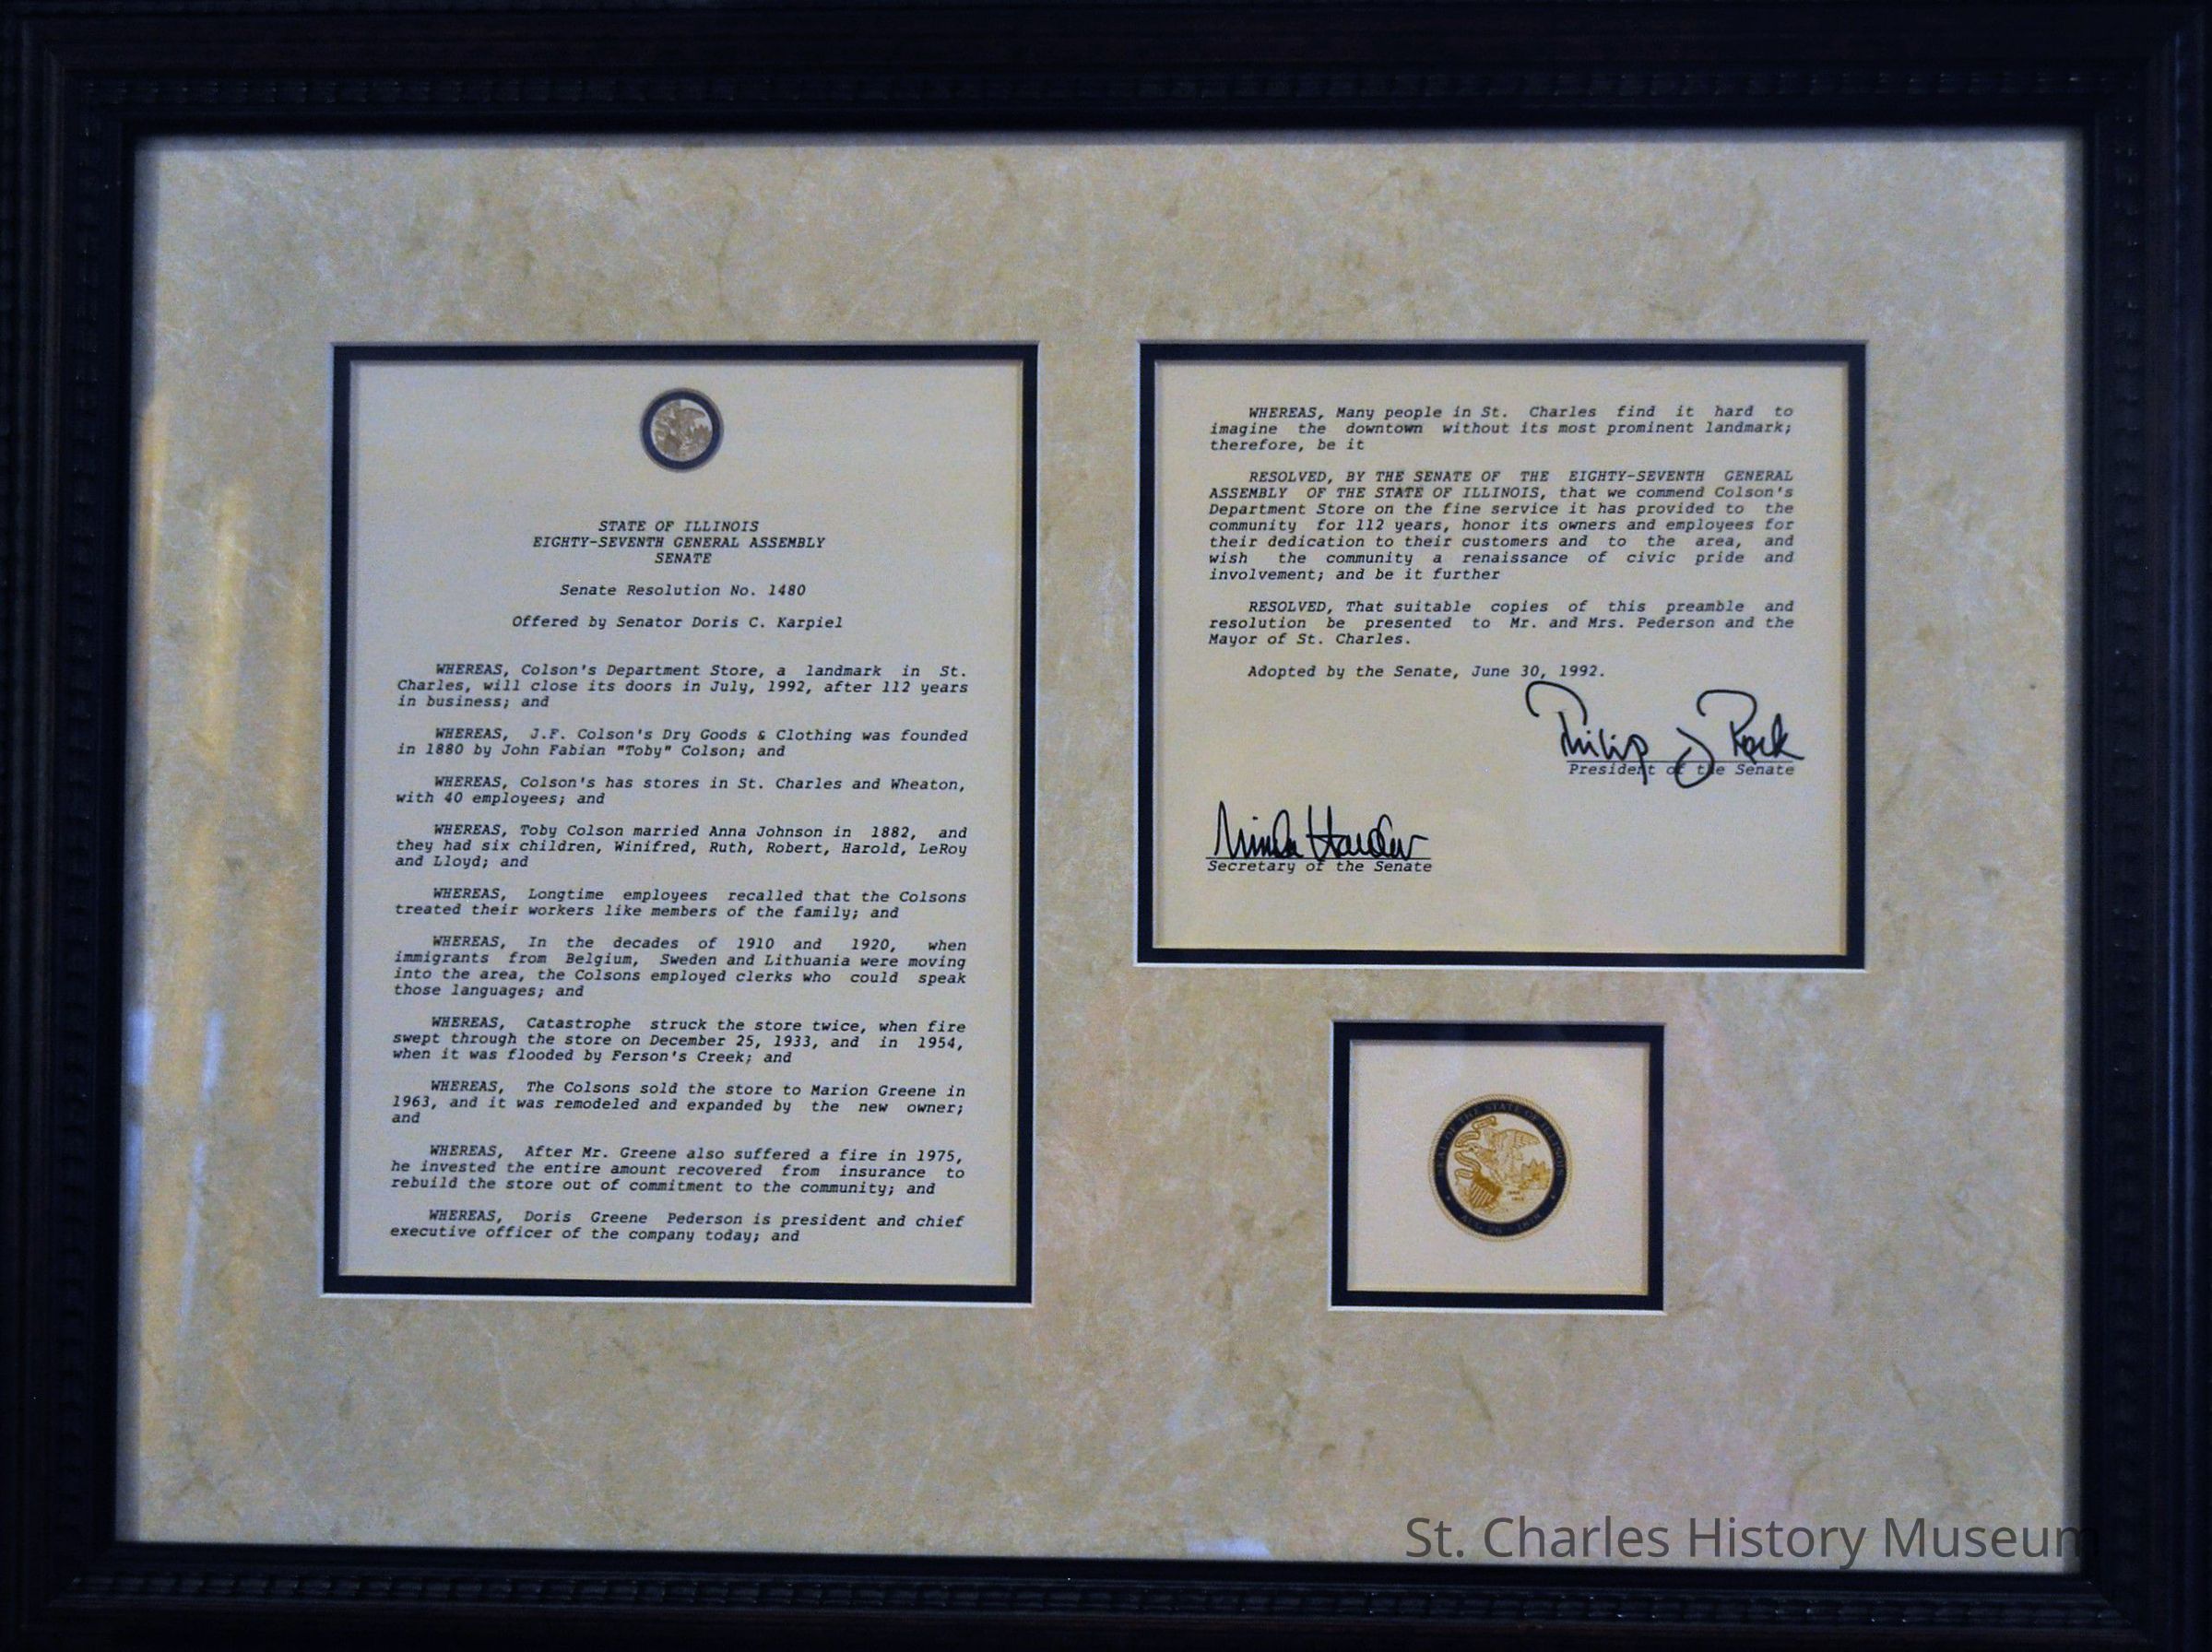 STATE OF ILLINOIS
EIGHTY-SEVENTH GENERAL ASSEMBLY
SENATE
Senate Resolution No. 1480
Offered by Senator Doris C. Karpiel
WHEREAS, Colson's Department Store, a landmark in St.
Charles, will close its doors in July, 1992, after 112 years
in business; and
WHEREAS, J.F. Colson's Dry Goods & Clothing was founded
in 1880 by John Fabian "Toby" Colson; and
WHEREAS, Colson's has stores in St. Charles and Wheaton,
with 40 employees; and
WHEREAS, Toby Colson married Anna Johnson in 1882, and
they had six children, Winifred, Ruth, Robert, Harold, LeRoy
and Lloyd; and
WHEREAS, Longtime employees recalled that the Colsons
treated their workers like members of the family; and
WHEREAS, In the decades of 1910 and 1920, when
immigrants from Belgium, Sweden and Lithuania were moving
into the area, the Colsons employed clerks who could speak
those languages; and
WHEREAS, Catastrophe struck the store twice, when fire
swept through the store on December 25, 1933, and in 1954,
when it was flooded by Ferson's Creek; and
WHEREAS, The Colsons sold the store to Marion Greene in
1963, and it was remodeled and expanded by the new owner;
and
WHEREAS, After Mr. Greene also suffered a fire in 1975,
he invested the entire amount recovered from insurance to
rebuild the store out of commitment to the community; and
WHEREAS, Doris Greene Pederson is president and chief
executive officer of the company today; and
WHEREAS, Many people in St. Charles find it hard to
imagine the downtown without its most prominent landmark;
therefore, be it
RESOLVED, BY THE SENATE OF THE EIGHTY-SEVENTH GENERAL
ASSEMBLY OF THE STATE OF ILLINOIS, that we commend Colson's
Department Store on the fine service it has provided to the
community for 112 years, honor its owners and employees for
their dedication to their customers and to the area, and
wish the community a renaissance of civic pride and
involvement; and be it further
RESOLVED, That suitable copies of this preamble and
resolution be presented to Mr. and Mrs. Pederson and the
Mayor of St. Charles.
Adopted by the Senate, June 30, 1992.
Philip J Rock
President of the Senate
Linda Hawker
Secretary of the Senate
SEAL OF THE STATE OF ILLINOIS
AUG. 26 1818
St. Charles History Museum